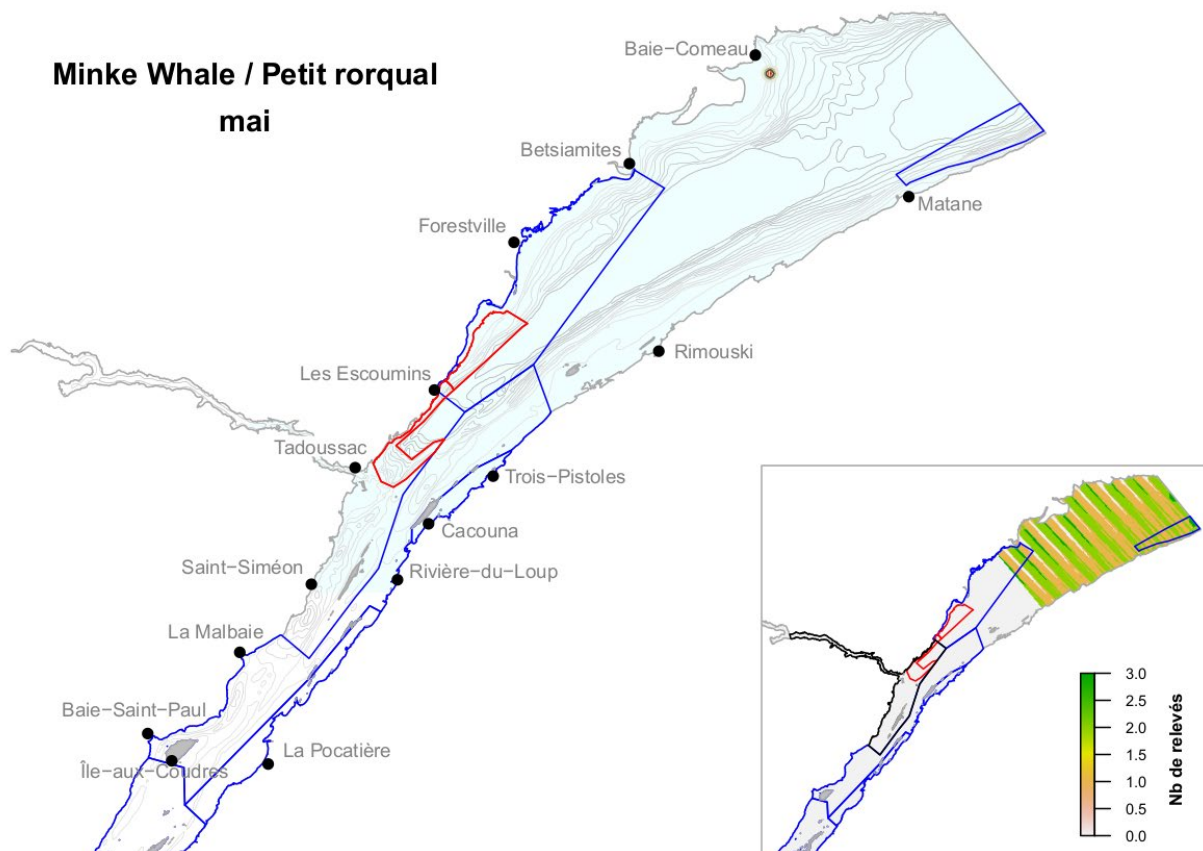 Minke Whale / Petit rorqual
mai
Baie−Comeau
Betsiamites
Matane
Forestville
Rimouski
Les Escoumins
Tadoussac
Trois−Pistoles
Cacouna
Saint−Siméon
Rivière−du−Loup
La Malbaie
Baie−Saint−Paul
La Pocatière
Île−aux−Coudres
3.0
2.5
2.0
1.5
1.0
0.5
0.0
Nb de relevés